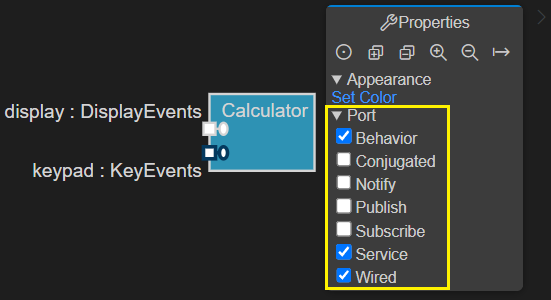 display : DisplayEvents
keypad : KeyEvents
Calculator
Properties
Appearance
Set Color
Port
Behavior
Conjugated
Notify
Publish
Subscribe
Service
Wired